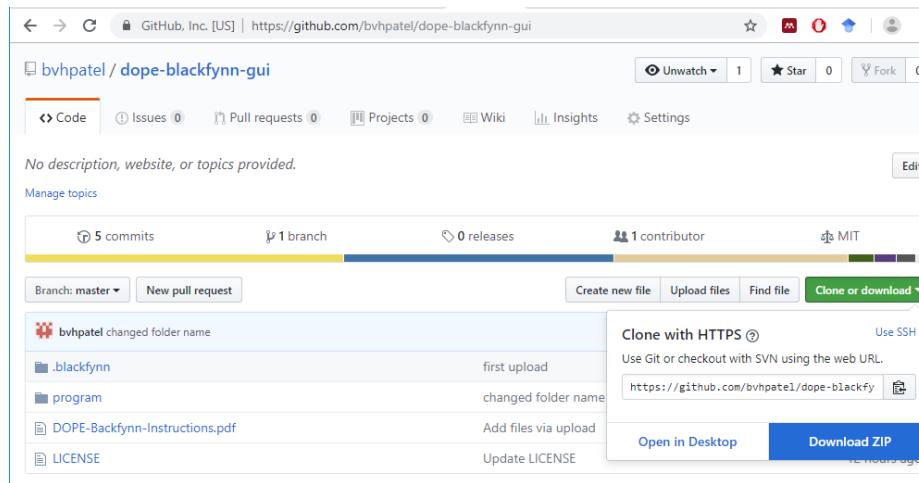 GitHub, Inc. [US] | https://github.com/bvhpatel/dope-blackfynn-gui
bvhpatel / dope-blackfynn-gui
Unwatch 1 Star 0 Fork
Code Issues 0 Pull requests 0 Projects 0 Wiki Insights Settings
No description, website, or topics provided.
Manage topics
5 commits 1 branch 0 releases 1 contributor MIT
Branch: master New pull request Create new file Upload files Find file Clone or download
bvhpatel changed folder name
.blackfynn first upload
program changed folder name
DOPE-Backfynn-Instructions.pdf Add files via upload
LICENSE Update LICENSE
Clone with HTTPS Use SSH
Use Git or checkout with SVN using the web URL.
https://github.com/bvhpatel/dope-blackfy
Open in Desktop Download ZIP